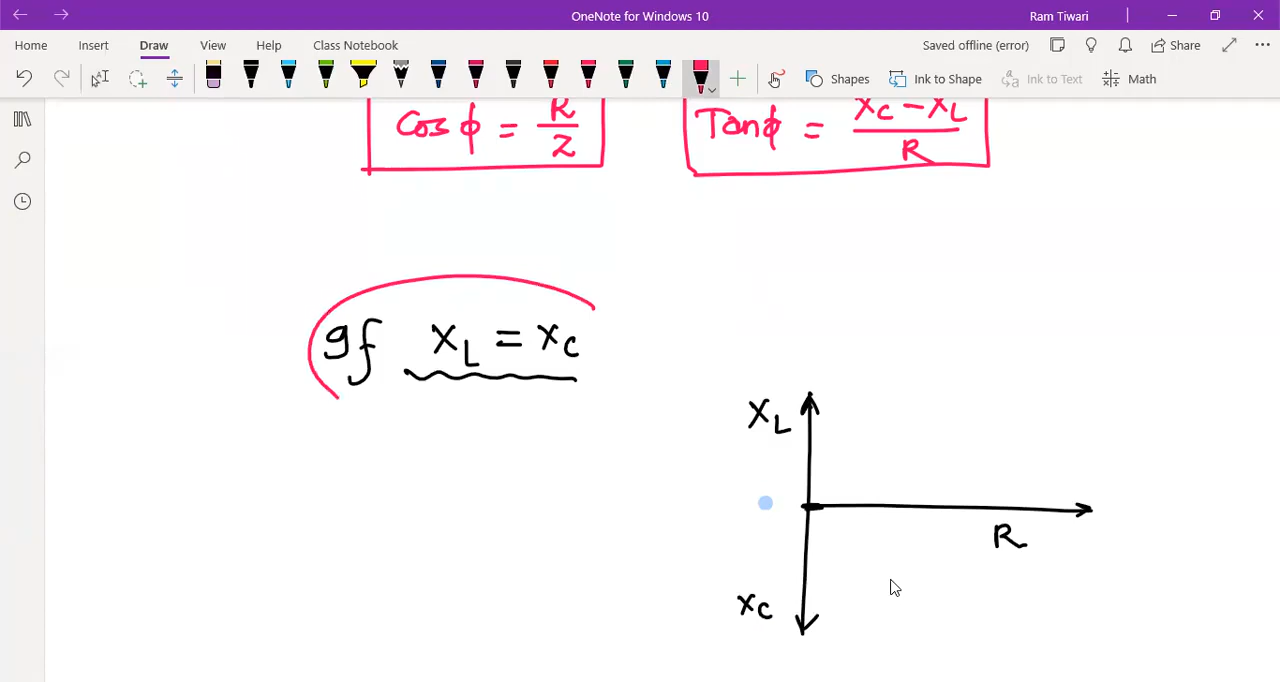 OneNote for Windows 10
Ram Tiwari
Home Insert Draw View Help Class Notebook
Saved offline (error)
Share
Shapes
Ink to Shape
Ink to Text
Math
Cos φ = R/Z
Tanφ = XC – XL / R
If XL = XC
XL
R
XC